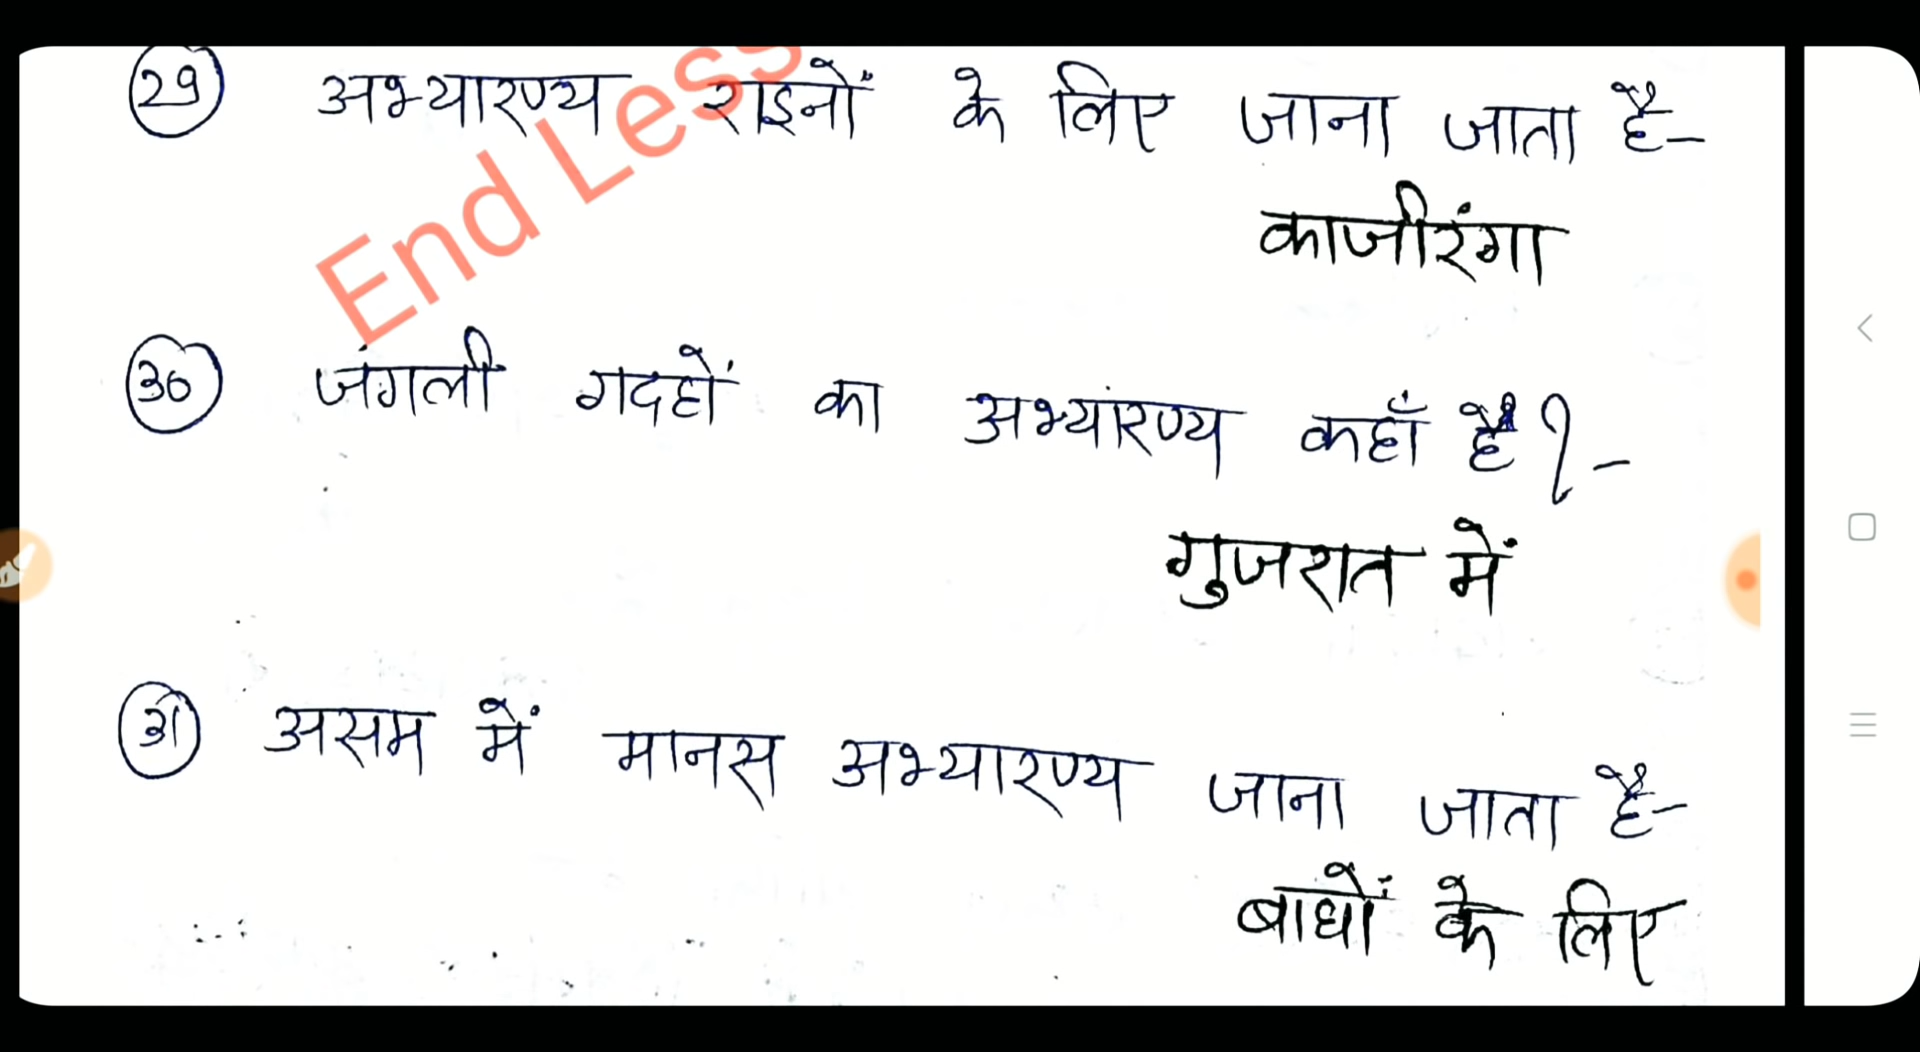 29 अभ्यारण्य राइनों के लिए जाना जाता है-
काजीरंगा
End Less
30 जंगली गदहों का अभ्यांरण्य कहाँ है?-
गुजरात में
31 असम में मानस अभ्यारण्य जाना जाता है-
बाघों के लिए